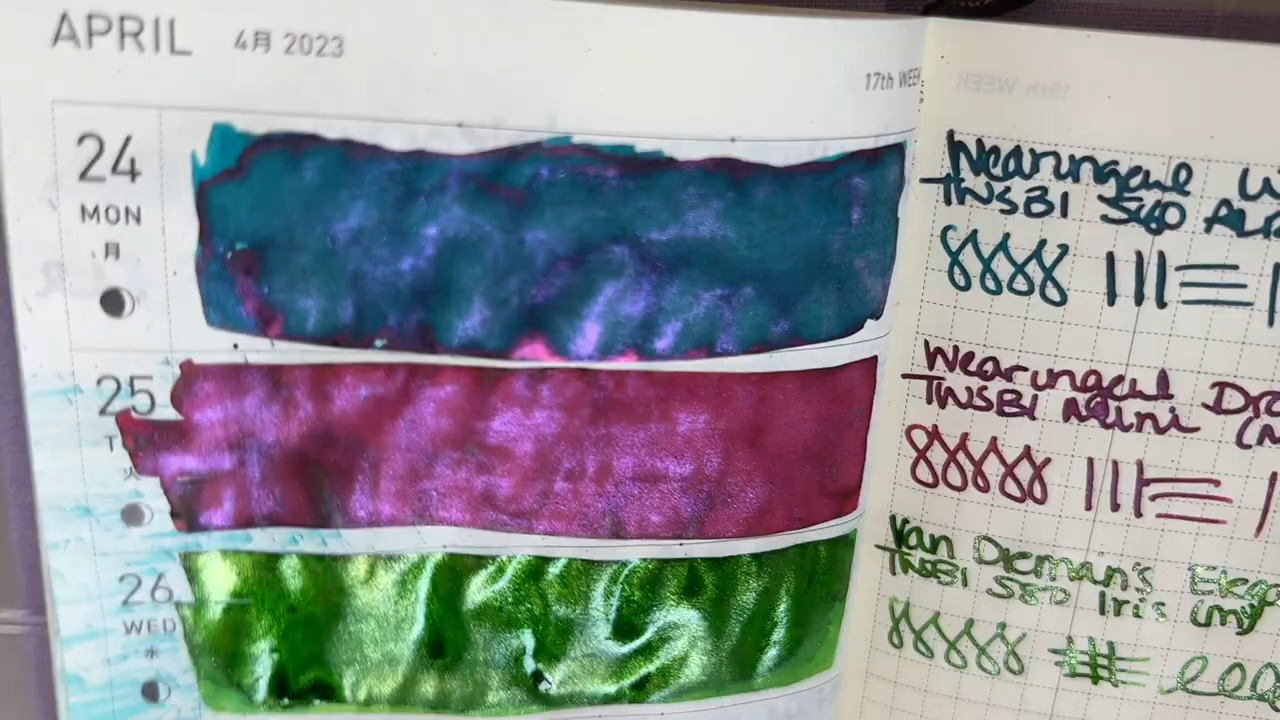 APRIL 4月 2023
17th WEEK
18th WEEK
24
MON
月
25
火
26
WED
水
Wearingeul
TWSBI 580
Wearingeul
TWSBI Mini
Van Dieman's
TWSBI 580 Iris (my